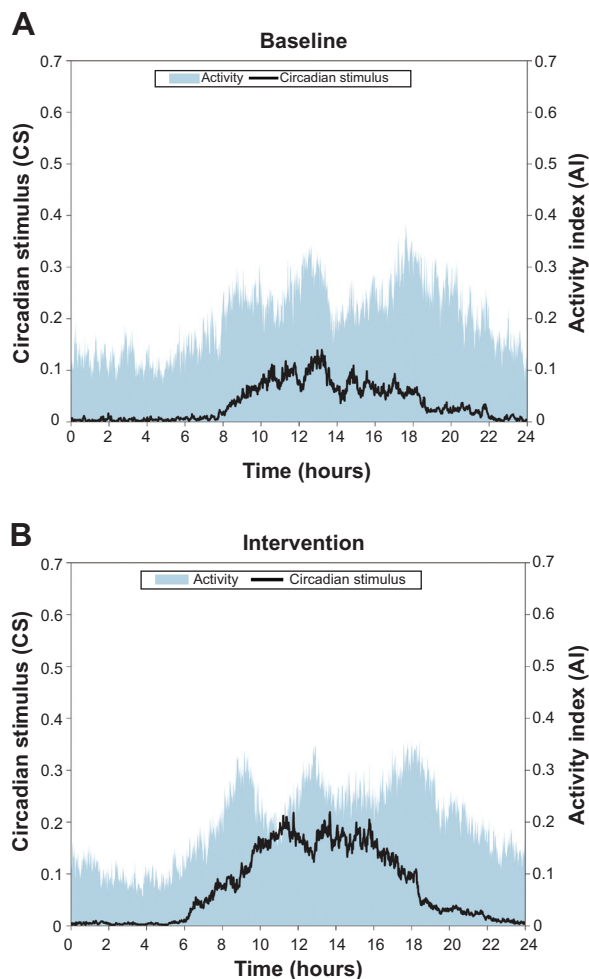 A
Baseline
Activity Circadian stimulus
Circadian stimulus (CS)
0.7
0.6
0.5
0.4
0.3
0.2
0.1
0
0.7
0.6
0.5
0.4
0.3
0.2
0.1
0
Activity index (AI)
0 2 4 6 8 10 12 14 16 18 20 22 24
Time (hours)
B
Intervention
Activity Circadian stimulus
Circadian stimulus (CS)
0.7
0.6
0.5
0.4
0.3
0.2
0.1
0
0.7
0.6
0.5
0.4
0.3
0.2
0.1
0
Activity index (AI)
0 2 4 6 8 10 12 14 16 18 20 22 24
Time (hours)